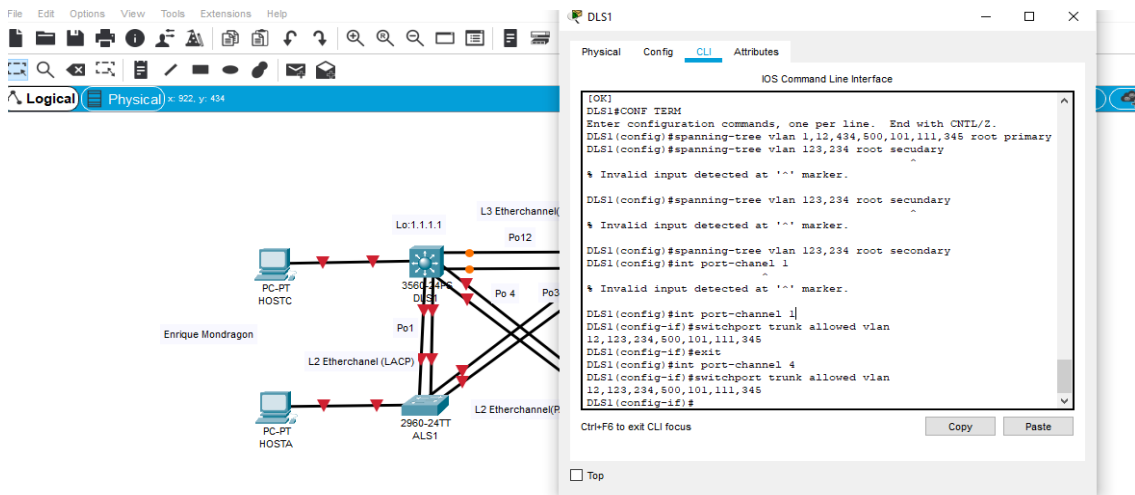 File Edit Options View Tools Extensions Help
Logical
Physical
x: 922, y: 434
L3 Etherchannel(
Lo:1.1.1.1
Po12
3560-24PS
DLS1
PC-PT
HOSTC
Po 4
Po3
Enrique Mondragon
Po1
L2 Etherchanel (LACP)
L2 Etherchannel(P
2960-24TT
ALS1
PC-PT
HOSTA
DLS1
Physical Config CLI Attributes
IOS Command Line Interface
[OK]
DLS1#CONF TERM
Enter configuration commands, one per line. End with CNTL/Z.
DLS1(config)#spanning-tree vlan 1,12,434,500,101,111,345 root primary
DLS1(config)#spanning-tree vlan 123,234 root secudary
^
% Invalid input detected at '^' marker.
DLS1(config)#spanning-tree vlan 123,234 root secundary
^
% Invalid input detected at '^' marker.
DLS1(config)#spanning-tree vlan 123,234 root secondary
DLS1(config)#int port-chanel 1
^
% Invalid input detected at '^' marker.
DLS1(config)#int port-channel 1
DLS1(config-if)#switchport trunk allowed vlan
12,123,234,500,101,111,345
DLS1(config-if)#exit
DLS1(config)#int port-channel 4
DLS1(config-if)#switchport trunk allowed vlan
12,123,234,500,101,111,345
DLS1(config-if)#
Ctrl+F6 to exit CLI focus
Copy
Paste
Top